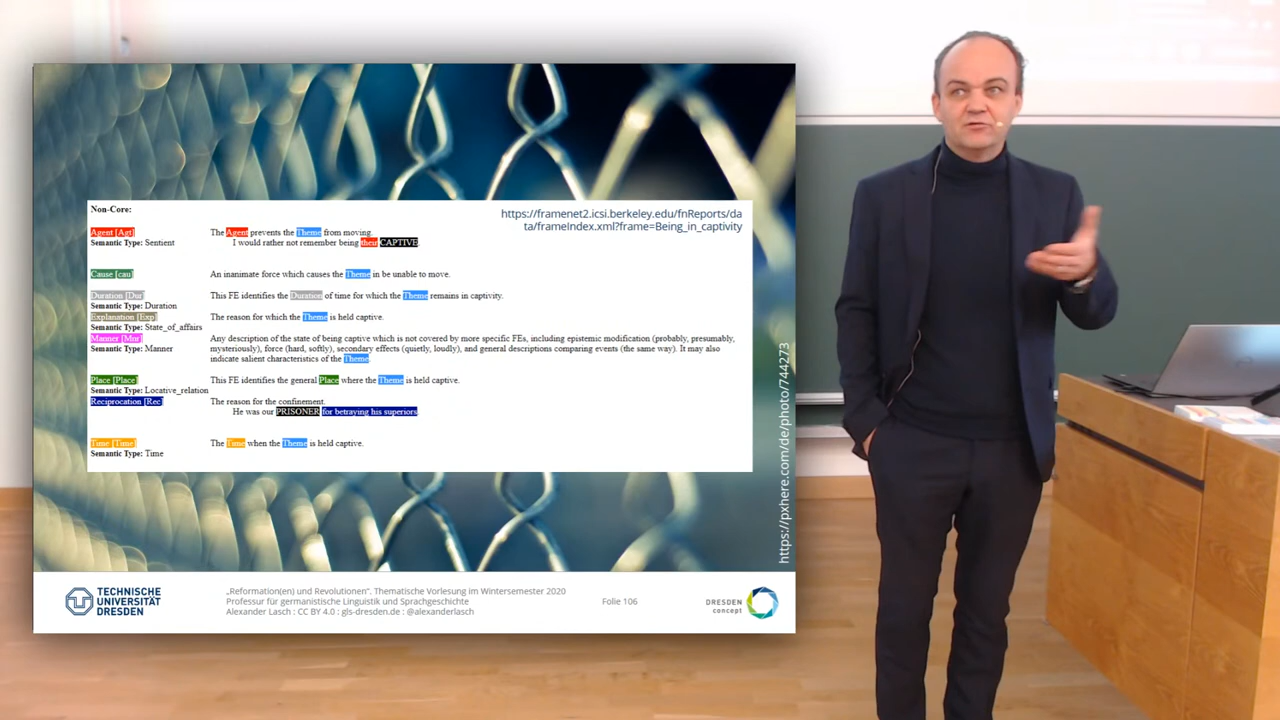 Non-Core:
https://framenet2.icsi.berkeley.edu/fnReports/da
ta/frameIndex.xml?frame=Being_in_captivity
Agent [Agt]
Semantic Type: Sentient
The Agent prevents the Theme from moving.
I would rather not remember being their CAPTIVE
Cause [cau]
An inanimate force which causes the Theme in be unable to move.
Duration [Dur]
Semantic Type: Duration
This FE identifies the Duration of time for which the Theme remains in captivity.
Explanation [Exp]
Semantic Type: State_of_affairs
The reason for which the Theme is held captive.
Manner [Mnr]
Semantic Type: Manner
Any description of the state of being captive which is not covered by more specific FEs, including epistemic modification (probably, presumably,
mysteriously), force (hard, softly), secondary effects (quietly, loudly), and general descriptions comparing events (the same way). It may also
indicate salient characteristics of the Theme
Place [Place]
Semantic Type: Locative_relation
This FE identifies the general Place where the Theme is held captive.
Reciprocation [Rec]
The reason for the confinement.
He was our PRISONER for betraying his superiors
Time [Time]
Semantic Type: Time
The Time when the Theme is held captive.
https://pxhere.com/de/photo/744273
TECHNISCHE
UNIVERSITÄT
DRESDEN
„Reformation(en) und Revolutionen“. Thematische Vorlesung im Wintersemester 2020
Professur für germanistische Linguistik und Sprachgeschichte
Alexander Lasch : CC BY 4.0 : gls-dresden.de : @alexanderlasch
Folie 106
DRESDEN
concept